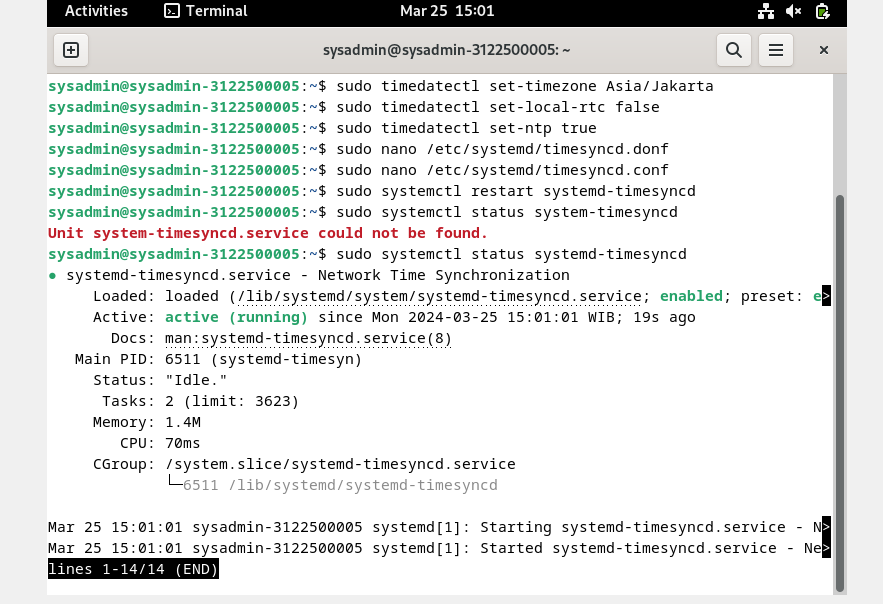 Activities Terminal Mar 25 15:01
sysadmin@sysadmin-3122500005: ~
sysadmin@sysadmin-3122500005:~$ sudo timedatectl set-timezone Asia/Jakarta
sysadmin@sysadmin-3122500005:~$ sudo timedatectl set-local-rtc false
sysadmin@sysadmin-3122500005:~$ sudo timedatectl set-ntp true
sysadmin@sysadmin-3122500005:~$ sudo nano /etc/systemd/timesyncd.donf
sysadmin@sysadmin-3122500005:~$ sudo nano /etc/systemd/timesyncd.conf
sysadmin@sysadmin-3122500005:~$ sudo systemctl restart systemd-timesyncd
sysadmin@sysadmin-3122500005:~$ sudo systemctl status system-timesyncd
Unit system-timesyncd.service could not be found.
sysadmin@sysadmin-3122500005:~$ sudo systemctl status systemd-timesyncd
● systemd-timesyncd.service - Network Time Synchronization
Loaded: loaded (/lib/systemd/system/systemd-timesyncd.service; enabled; preset: e>
Active: active (running) since Mon 2024-03-25 15:01:01 WIB; 19s ago
Docs: man:systemd-timesyncd.service(8)
Main PID: 6511 (systemd-timesyn)
Status: "Idle."
Tasks: 2 (limit: 3623)
Memory: 1.4M
CPU: 70ms
CGroup: /system.slice/systemd-timesyncd.service
└─6511 /lib/systemd/systemd-timesyncd
Mar 25 15:01:01 sysadmin-3122500005 systemd[1]: Starting systemd-timesyncd.service - N>
Mar 25 15:01:01 sysadmin-3122500005 systemd[1]: Started systemd-timesyncd.service - Ne>
lines 1-14/14 (END)